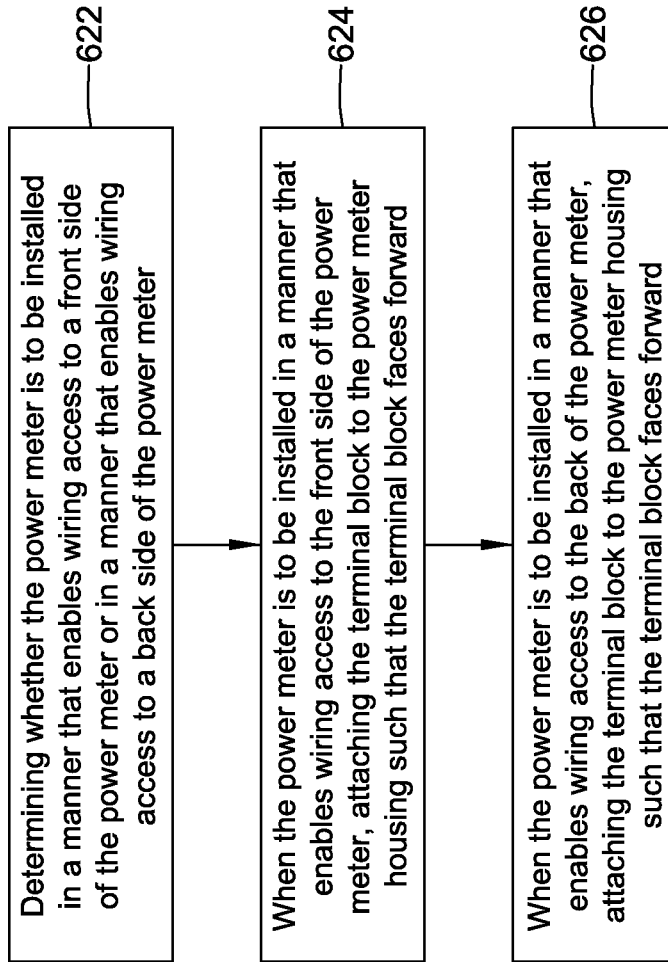 Determining whether the power meter is to be installed
in a manner that enables wiring access to a front side
of the power meter or in a manner that enables wiring
access to a back side of the power meter
622
When the power meter is to be installed in a manner that
enables wiring access to the front side of the power
meter, attaching the terminal block to the power meter
housing such that the terminal block faces forward
624
When the power meter is to be installed in a manner that
enables wiring access to the back of the power meter,
attaching the terminal block to the power meter housing
such that the terminal block faces forward
626